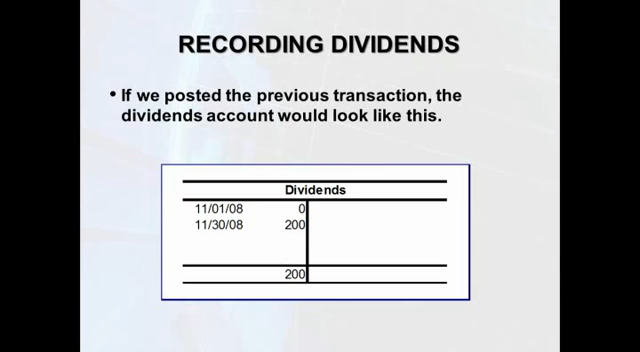 RECORDING DIVIDENDS
• If we posted the previous transaction, the
dividends account would look like this.
Dividends
11/01/08 0
11/30/08 200
200